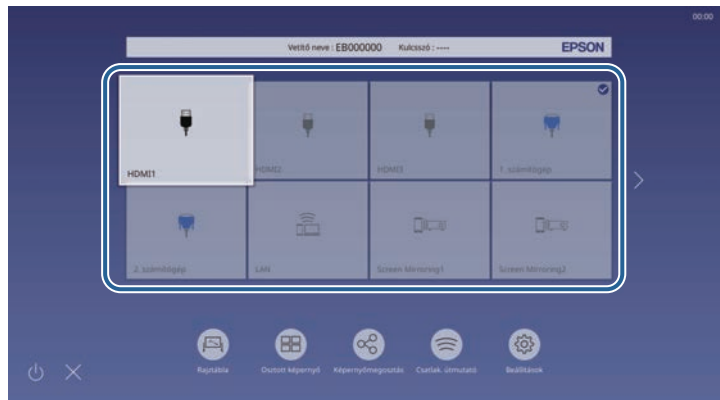 00:00
Vetítő neve : EB000000 Kulcsszó : ---- EPSON
HDMI1 HDMI2 HDMI3 1. számítógép
2. számítógép LAN Screen Mirroring1 Screen Mirroring2
Rajztábla Osztott képernyő Képernyőmegosztás Csatlak. útmutató Beállítások